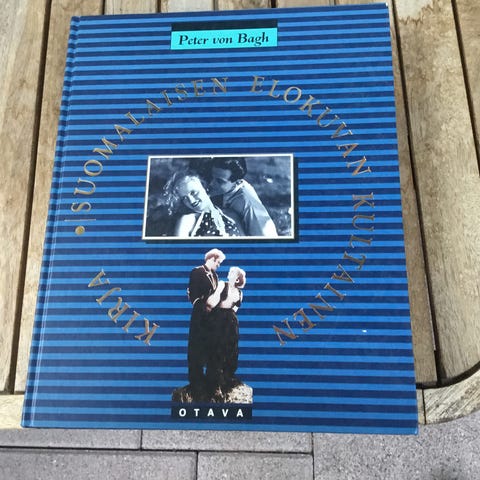 Peter von Bagh
SUOMALAISEN ELOKUVAN KULTAINEN
KIRJA
OTAVA